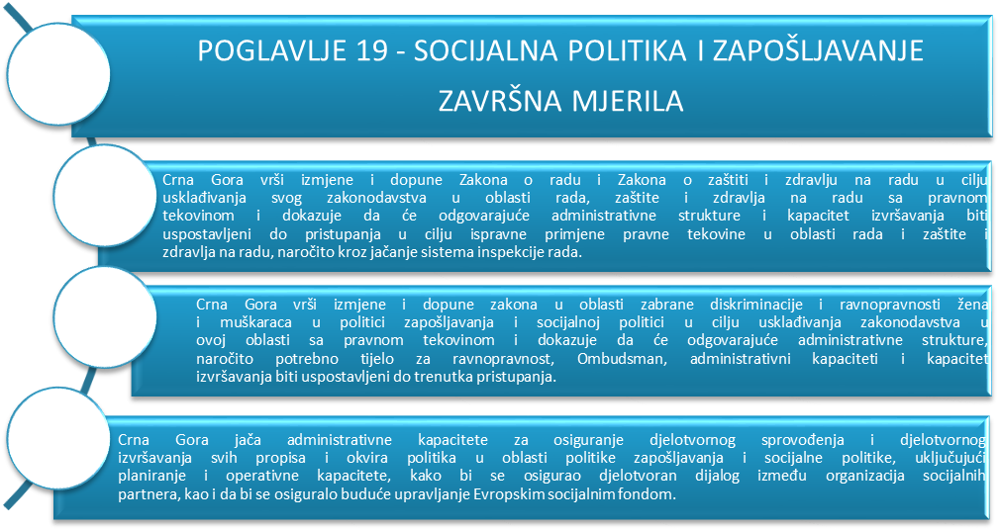 POGLAVLJE 19 - SOCIJALNA POLITIKA I ZAPOŠLJAVANJE
ZAVRŠNA MJERILA
Crna Gora vrši izmjene i dopune Zakona o radu i Zakona o zaštiti i zdravlju na radu u cilju
usklađivanja svog zakonodavstva u oblasti rada, zaštite i zdravlja na radu sa pravnom
tekovinom i dokazuje da će odgovarajuće administrativne strukture i kapacitet izvršavanja biti
uspostavljeni do pristupanja u cilju ispravne primjene pravne tekovine u oblasti rada i zaštite i
zdravlja na radu, naročito kroz jačanje sistema inspekcije rada.
Crna Gora vrši izmjene i dopune zakona u oblasti zabrane diskriminacije i ravnopravnosti žena
i muškaraca u politici zapošljavanja i socijalnoj politici u cilju usklađivanja zakonodavstva u
ovoj oblasti sa pravnom tekovinom i dokazuje da će odgovarajuće administrativne strukture,
naročito potrebno tijelo za ravnopravnost, Ombudsman, administrativni kapaciteti i kapacitet
izvršavanja biti uspostavljeni do trenutka pristupanja.
Crna Gora jača administrativne kapacitete za osiguranje djelotvornog sprovođenja i djelotvornog
izvršavanja svih propisa i okvira politika u oblasti politike zapošljavanja i socijalne politike, uključujući
planiranje i operativne kapacitete, kako bi se osigurao djelotvoran dijalog između organizacija socijalnih
partnera, kao i da bi se osiguralo buduće upravljanje Evropskim socijalnim fondom.